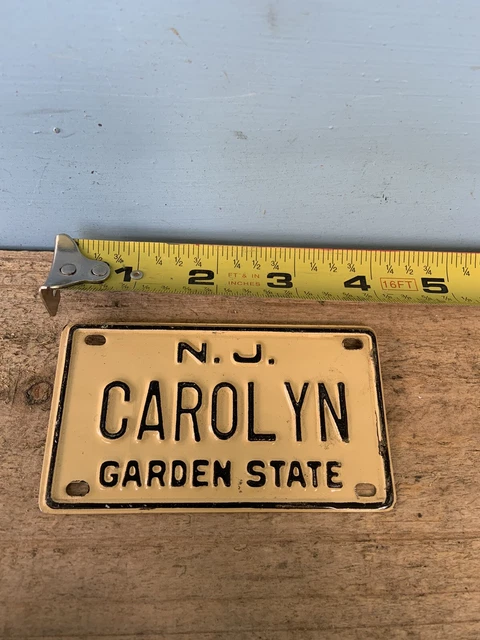 1 2 FT & IN INCHES 3 4 16FT 5
N.J.
CAROLYN
GARDEN STATE